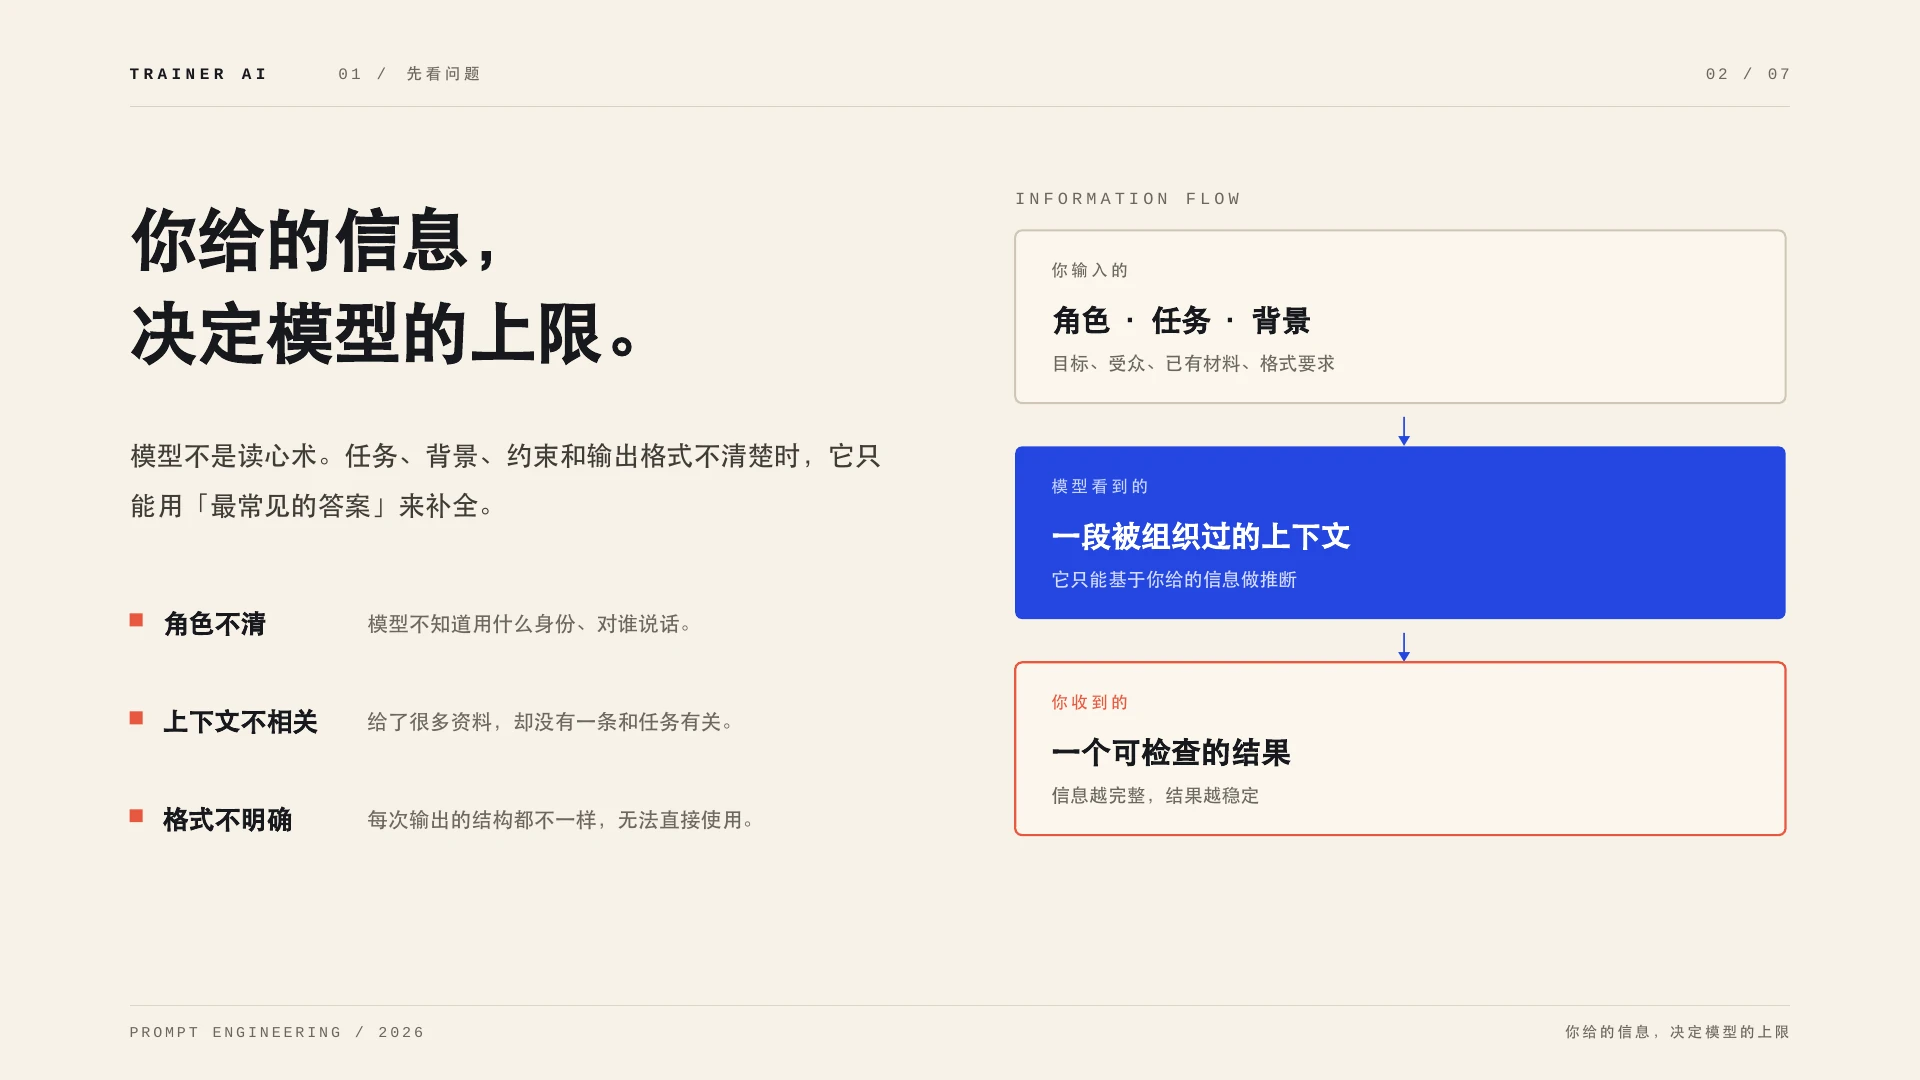 TRAINER AI
01 / 先看问题
02 / 07
你给的信息，
决定模型的上限。
模型不是读心术。任务、背景、约束和输出格式不清楚时，它只
能用「最常见的答案」来补全。
角色不清
模型不知道用什么身份、对谁说话。
上下文不相关
给了很多资料，却没有一条和任务有关。
格式不明确
每次输出的结构都不一样，无法直接使用。
INFORMATION FLOW
你输入的
角色 · 任务 · 背景
目标、受众、已有材料、格式要求
模型看到的
一段被组织过的上下文
它只能基于你给的信息做推断
你收到的
一个可检查的结果
信息越完整，结果越稳定
PROMPT ENGINEERING / 2026
你给的信息，决定模型的上限